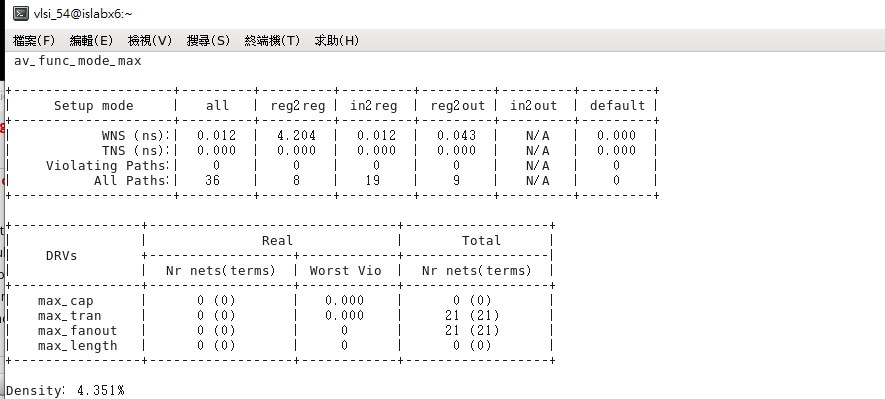 vlsi_54@islabx6:~
檔案(F) 編輯(E) 檢視(V) 搜尋(S) 終端機(T) 求助(H)
av_func_mode_max
+--------------------+---------+---------+---------+---------+---------+---------+
| Setup mode | all | reg2reg | in2reg | reg2out | in2out | default |
+--------------------+---------+---------+---------+---------+---------+---------+
| WNS (ns):| 0.012 | 4.204 | 0.012 | 0.043 | N/A | 0.000 |
| TNS (ns):| 0.000 | 0.000 | 0.000 | 0.000 | N/A | 0.000 |
| Violating Paths:| 0 | 0 | 0 | 0 | N/A | 0 |
| All Paths:| 36 | 8 | 19 | 9 | N/A | 0 |
+--------------------+---------+---------+---------+---------+---------+---------+
+----------------+-------------------------------+------------------+
| | Real | Total |
| DRVs +------------------+------------+------------------|
| | Nr nets(terms) | Worst Vio | Nr nets(terms) |
+----------------+------------------+------------+------------------+
| max_cap | 0 (0) | 0.000 | 0 (0) |
| max_tran | 0 (0) | 0.000 | 21 (21) |
| max_fanout | 0 (0) | 0 | 21 (21) |
| max_length | 0 (0) | 0 | 0 (0) |
+----------------+------------------+------------+------------------+
Density: 4.351%